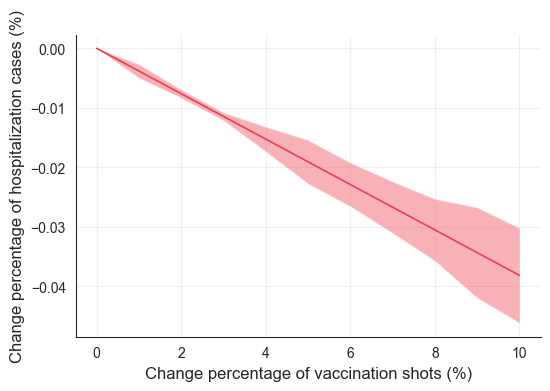 Change percentage of hospitalization cases (%)
0.00
−0.01
−0.02
−0.03
−0.04
0 2 4 6 8 10
Change percentage of vaccination shots (%)